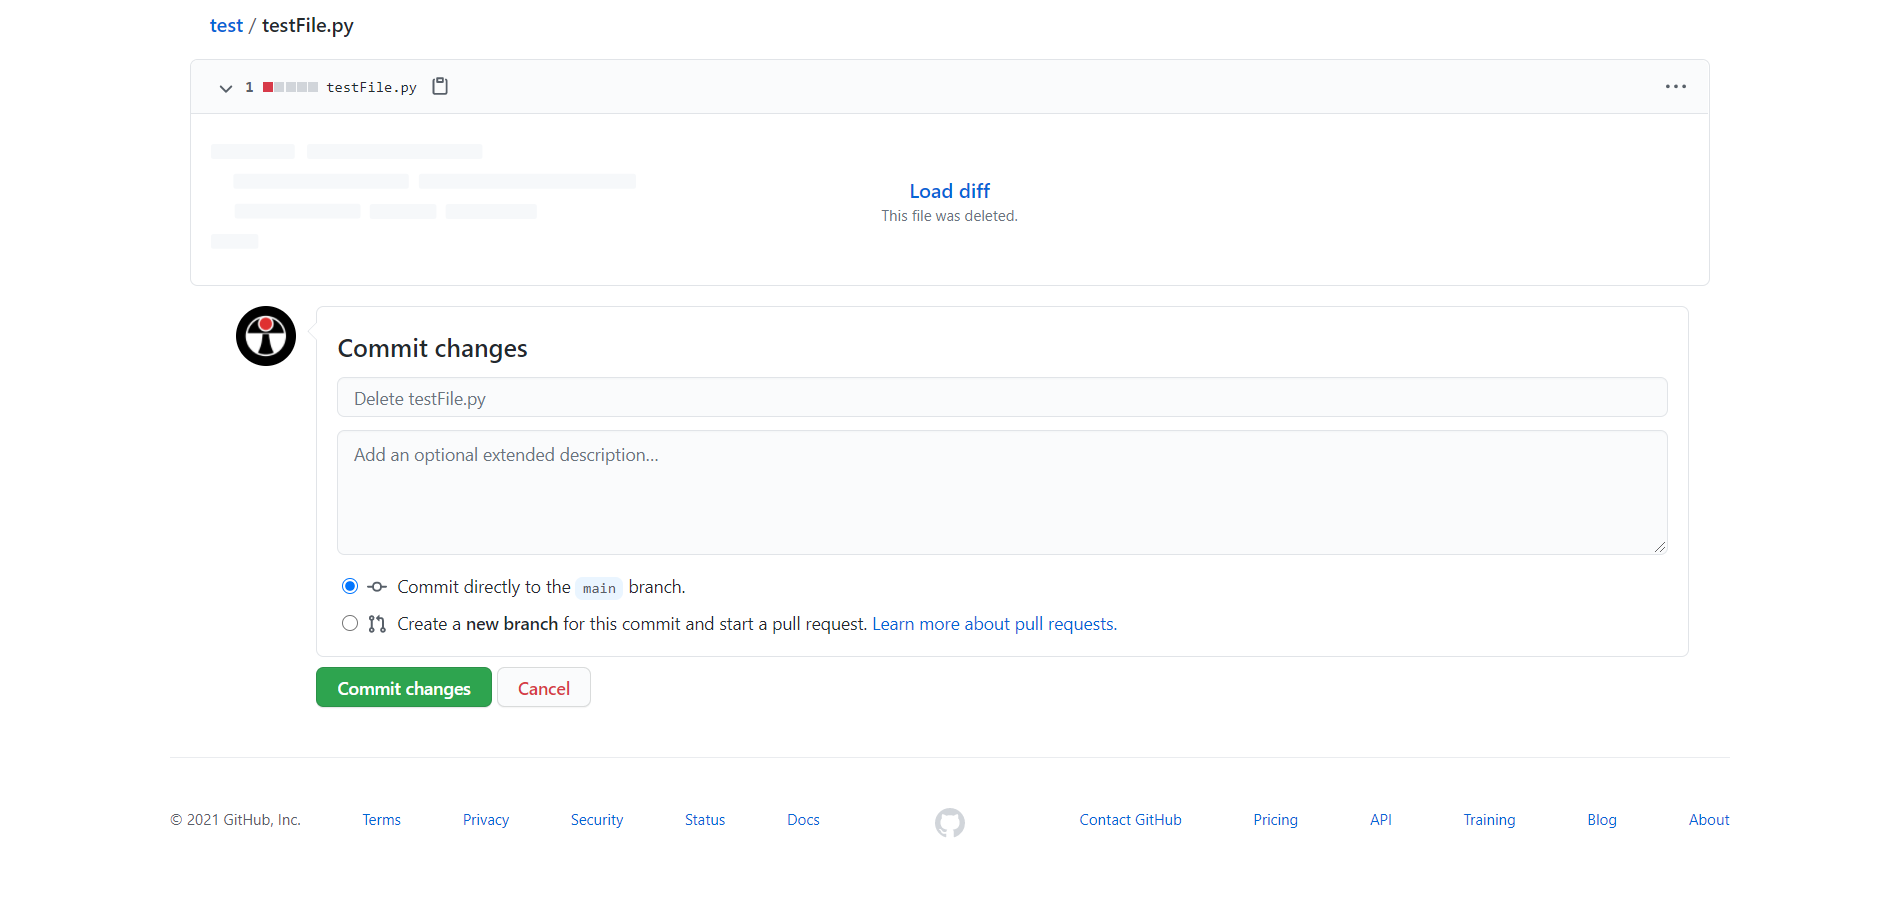 test / testFile.py
1 testFile.py
Load diff
This file was deleted.
Commit changes
Delete testFile.py
Add an optional extended description...
Commit directly to the main branch.
Create a new branch for this commit and start a pull request. Learn more about pull requests.
Commit changes Cancel
© 2021 GitHub, Inc. Terms Privacy Security Status Docs Contact GitHub Pricing API Training Blog About